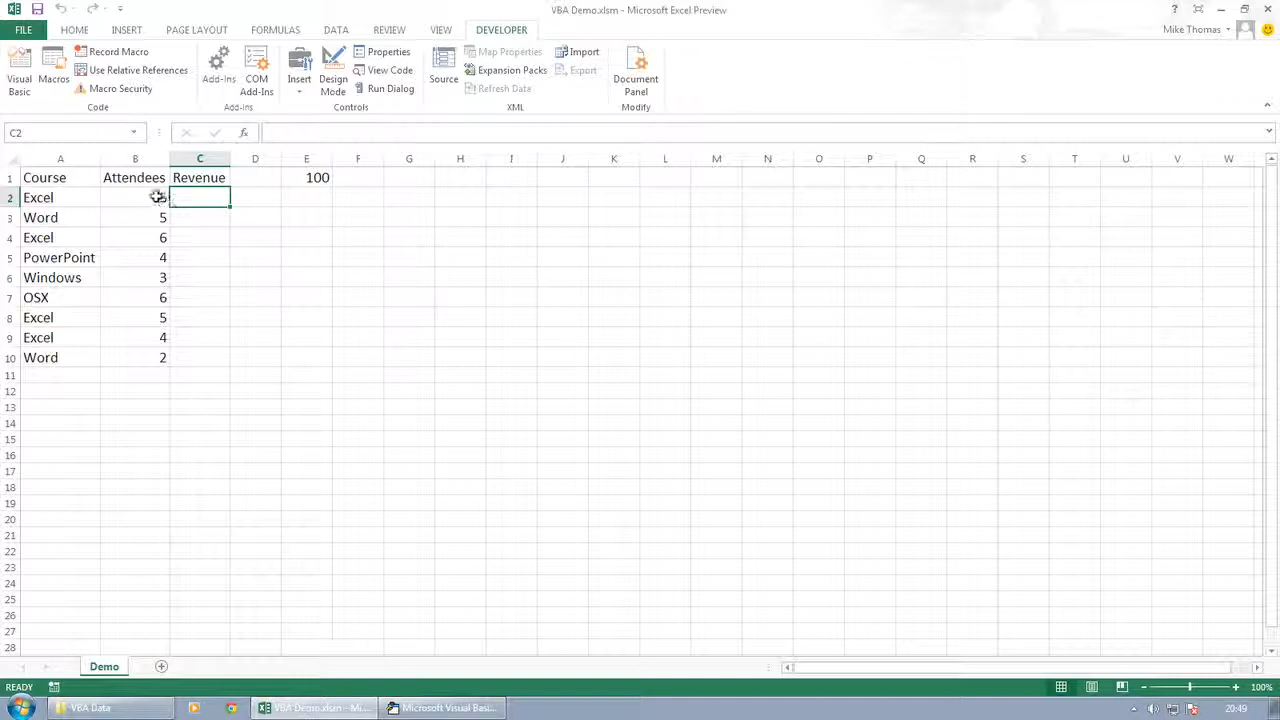 VBA Demo.xlsm - Microsoft Excel Preview
FILE HOME INSERT PAGE LAYOUT FORMULAS DATA REVIEW VIEW DEVELOPER Mike Thomas
Visual Basic
Macros
Record Macro
Use Relative References
Macro Security
Code
Add-Ins
COM Add-Ins
Add-Ins
Insert
Design Mode
Properties
View Code
Run Dialog
Controls
Source
Map Properties
Expansion Packs
Refresh Data
Import
Export
XML
Document Panel
Modify
C2 fx
A B C D E F G H I J K L M N O P Q R S T U V W
1 Course Attendees Revenue 100
2 Excel
3 Word 5
4 Excel 6
5 PowerPoint 4
6 Windows 3
7 OSX 6
8 Excel 5
9 Excel 4
10 Word 2
11
12
13
14
15
16
17
18
19
20
21
22
23
24
25
26
27
28
Demo
READY 100%
VBA Data VBA Demo.xlsm - Mi... Microsoft Visual Basi... 20:49